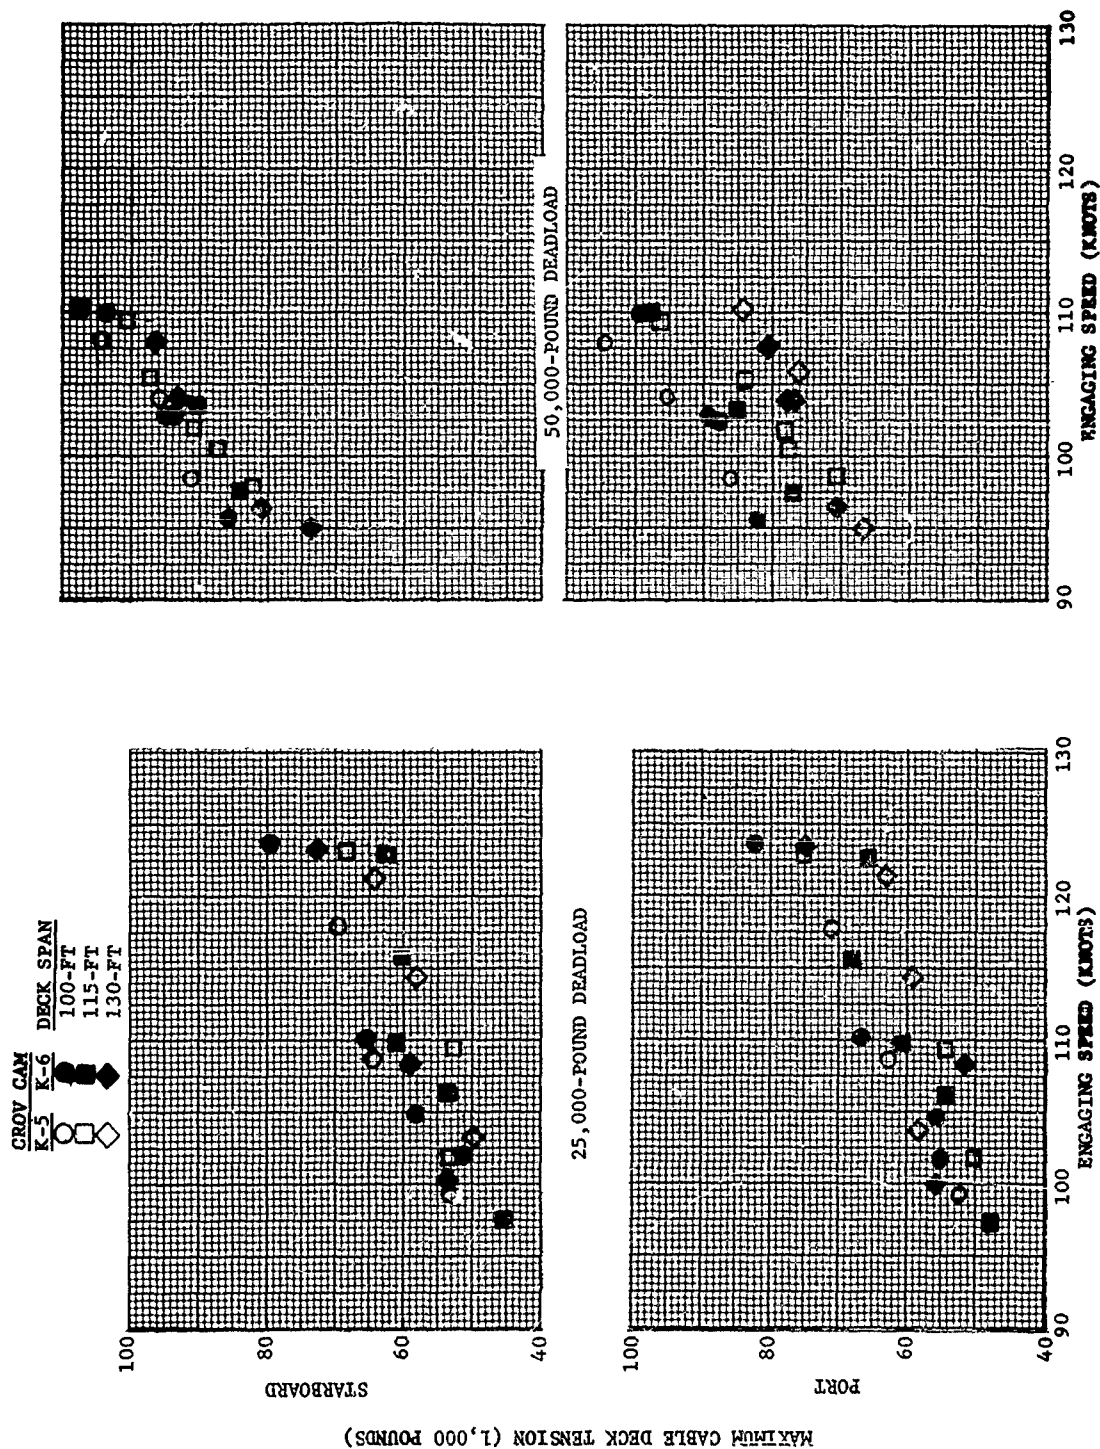 CROV CAM
K-5 K-6 DECK SPAN
100-FT
115-FT
130-FT
MAXIMUM CABLE DECK TENSION (1,000 POUNDS)
STARBOARD
100
80
60
40
25,000-POUND DEADLOAD
PORT
100
80
60
40
90 100 110 120 130
ENGAGING SPEED (KNOTS)
50,000-POUND DEADLOAD
90 100 110 120 130
ENGAGING SPEED (KNOTS)